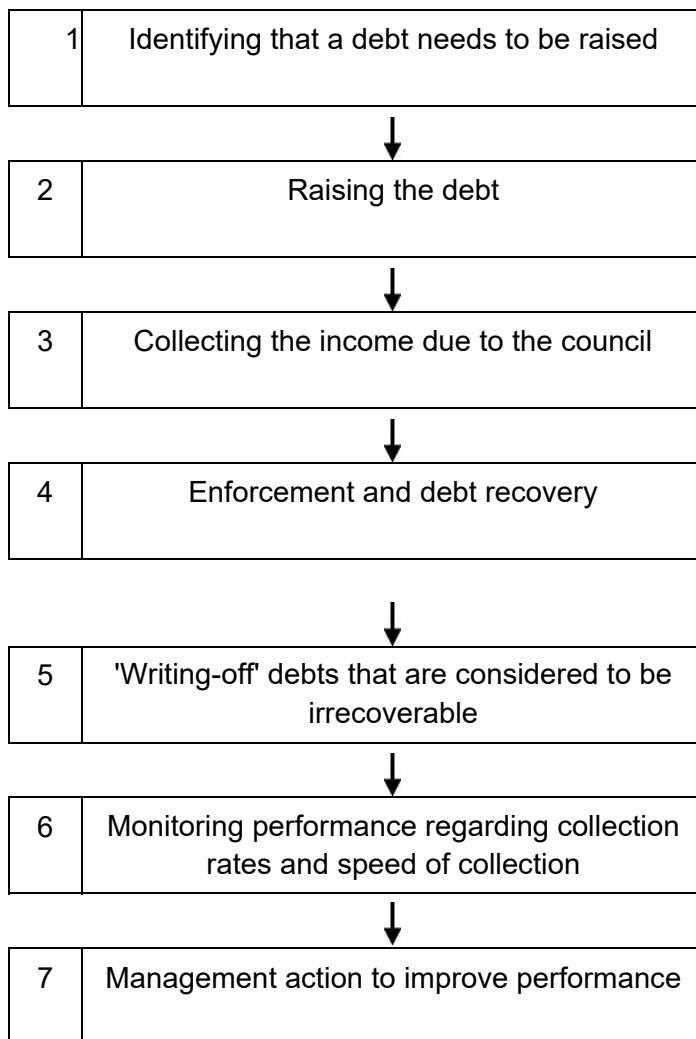 1 Identifying that a debt needs to be raised
2 Raising the debt
3 Collecting the income due to the council
4 Enforcement and debt recovery
5 'Writing-off' debts that are considered to be
irrecoverable
6 Monitoring performance regarding collection
rates and speed of collection
7 Management action to improve performance